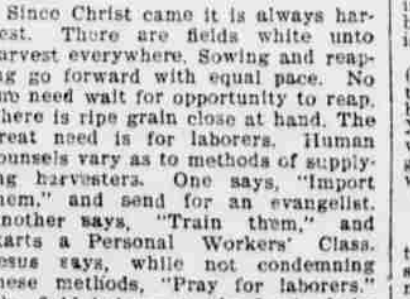 Since Christ came it is always har-
est. There are fields white unto
arvest everywhere. Sowing and reap-
ng go forward with equal pace. No
need wait for opportunity to reap.
here is ripe grain close at hand. The
reat need is for laborers. Human
ounsels vary as to methods of supply-
ng harvesters. One says, "Import
hem," and send for an evangelist.
nother says, "Train them," and
tarts a Personal Workers' Class.
esus says, while not condemning
hese methods, "Pray for laborers."